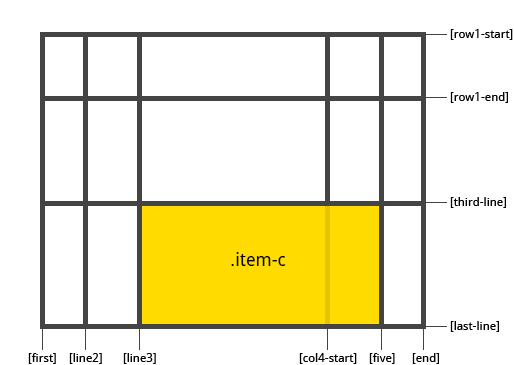 [row1-start]
[row1-end]
[third-line]
.item-c
[last-line]
[first] [line2] [line3] [col4-start] [five] [end]